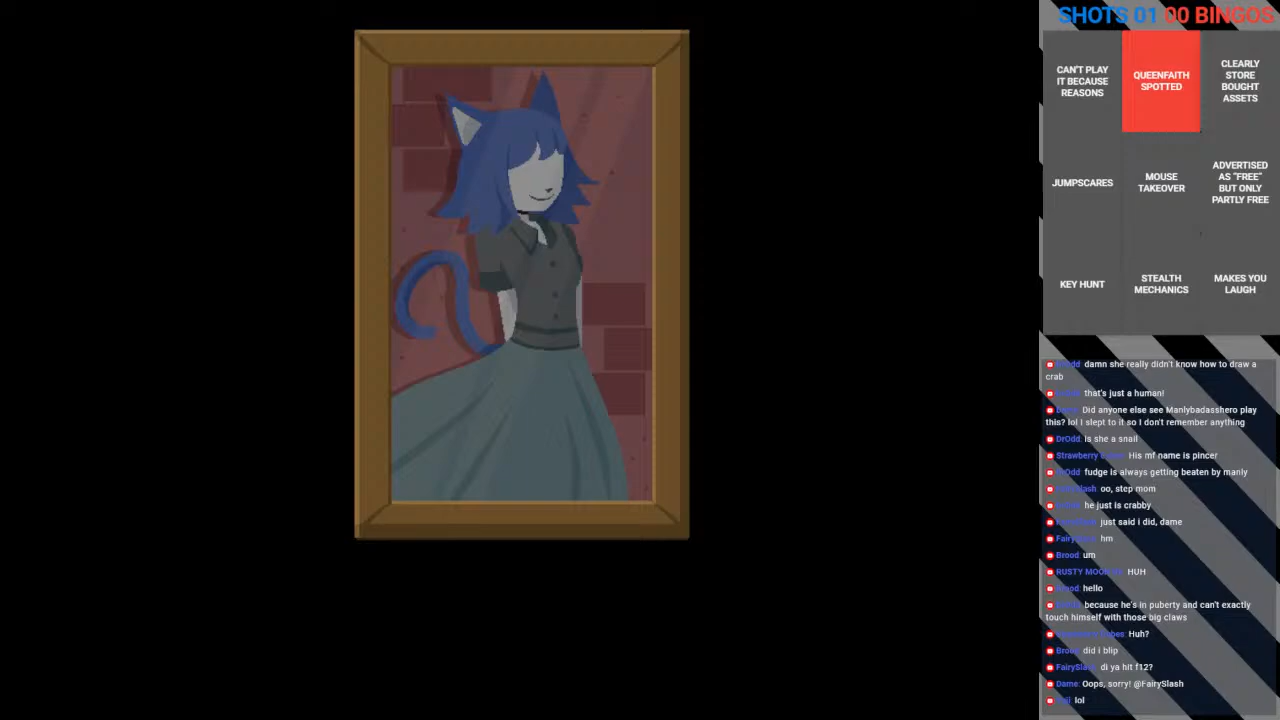 SHOTS 01 00 BINGOS
CAN'T PLAY
IT BECAUSE
REASONS
QUEENFAITH
SPOTTED
CLEARLY
STORE
BOUGHT
ASSETS
JUMPSCARES
MOUSE
TAKEOVER
ADVERTISED
AS "FREE"
BUT ONLY
PARTLY FREE
KEY HUNT
STEALTH
MECHANICS
MAKES YOU
LAUGH
damn she really didn't know how to draw a
crab
that's just a human!
Did anyone else see Manlybadasshero play
this? lol I slept to it so I don't remember anything
DrOdd: is she a snail
Strawberry His mf name is pincer
fudge is always getting beaten by manly
oo, step mom
he just is crabby
just said i did, dame
hm
Brood um
RUSTY HUH
hello
because he's in puberty and can't exactly
touch himself with those big claws
Huh?
did i blip
di ya hit f12?
Dame: Oops, sorry! @FairySlash
lol